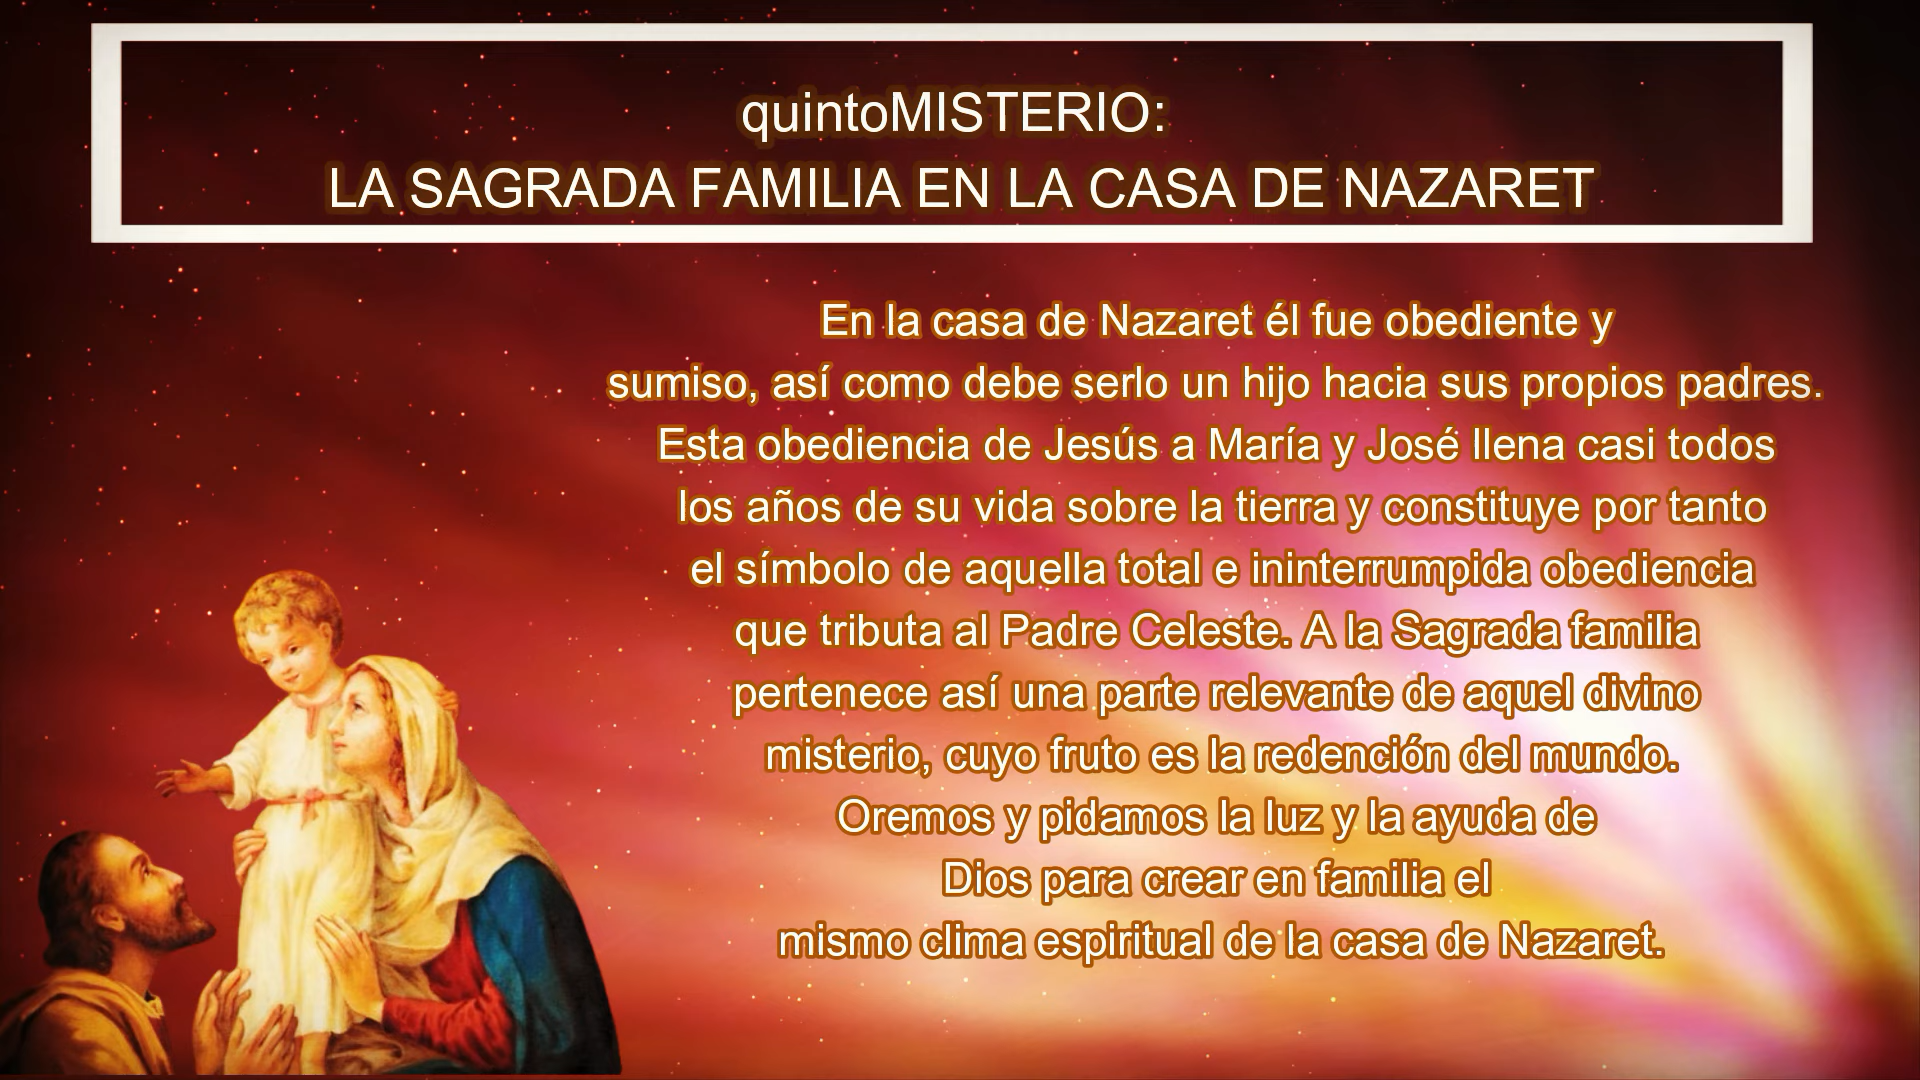 quintoMISTERIO:
LA SAGRADA FAMILIA EN LA CASA DE NAZARET
En la casa de Nazaret él fue obediente y
sumiso, así como debe serlo un hijo hacia sus propios padres.
Esta obediencia de Jesús a María y José llena casi todos
los años de su vida sobre la tierra y constituye por tanto
el símbolo de aquella total e ininterrumpida obediencia
que tributa al Padre Celeste. A la Sagrada familia
pertenece así una parte relevante de aquel divino
misterio, cuyo fruto es la redención del mundo.
Oremos y pidamos la luz y la ayuda de
Dios para crear en familia el
mismo clima espiritual de la casa de Nazaret.